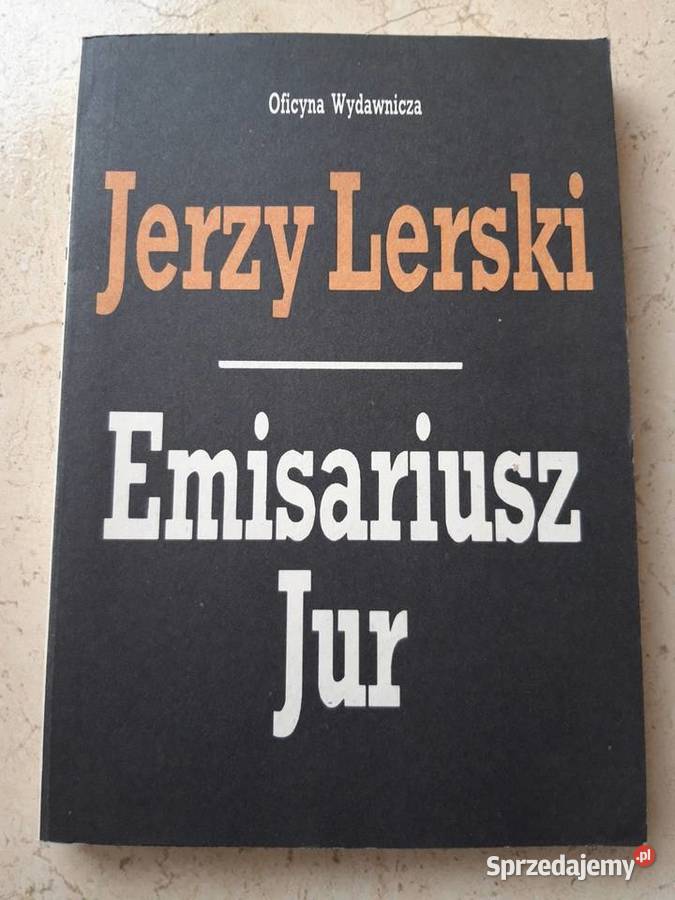 Oficyna Wydawnicza
Jerzy Lerski
Emisariusz
Jur
Sprzedajemy.pl